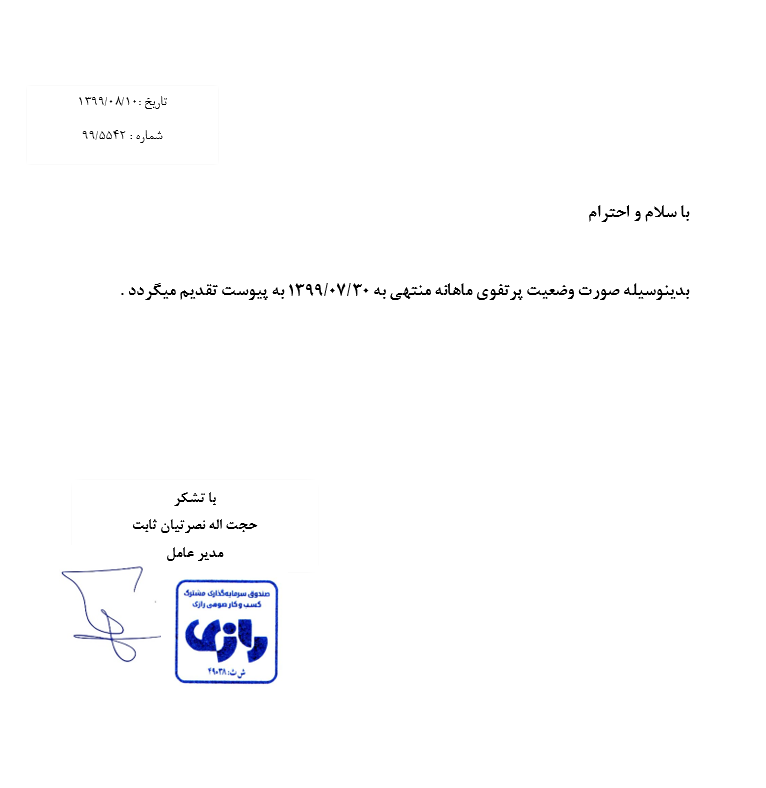 تاریخ :۱۳۹۹/۰۸/۱۰
شماره : ۹۹/۵۵۴۲
با سلام و احترام
بدینوسیله صورت وضعیت پرتفوی ماهانه منتهی به ۱۳۹۹/۰۷/۳۰ به پیوست تقدیم میگردد .
با تشکر
حجت اله نصرتیان ثابت
مدیر عامل
صندوق سرمایه‌گذاری مشترک
کسب و کار عمومی رازی
رازی
ش ث: ۴۹۰۳۸